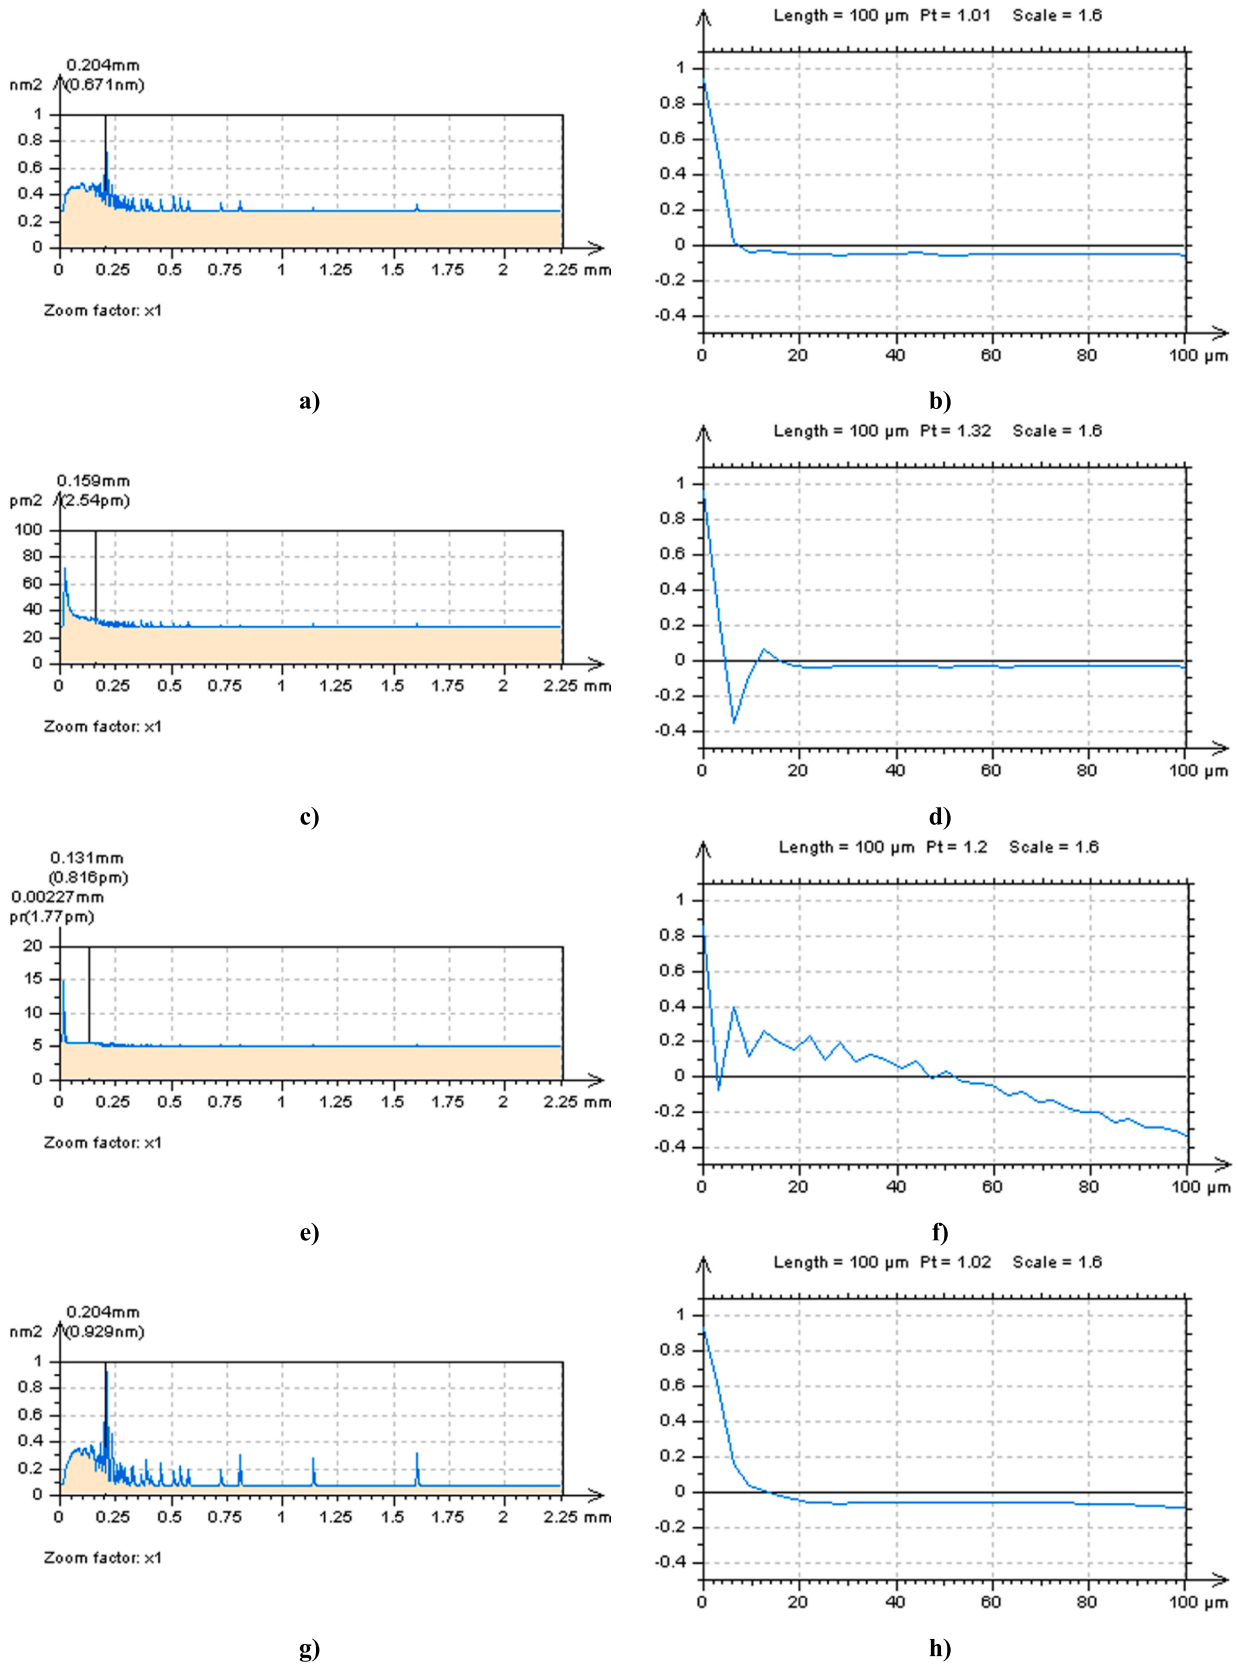 0.204mm
nm2 (0.671nm)
1
0.8
0.6
0.4
0.2
0
0 0.25 0.5 0.75 1 1.25 1.5 1.75 2 2.25 mm
Zoom factor: x1
a)
Length = 100 µm Pt = 1.01 Scale = 1.6
1
0.8
0.6
0.4
0.2
0
-0.2
-0.4
0 20 40 60 80 100 µm
b)
0.159mm
pm2 (2.54pm)
100
80
60
40
20
0
0 0.25 0.5 0.75 1 1.25 1.5 1.75 2 2.25 mm
Zoom factor: x1
c)
Length = 100 µm Pt = 1.32 Scale = 1.6
1
0.8
0.6
0.4
0.2
0
-0.2
-0.4
0 20 40 60 80 100 µm
d)
0.131mm
(0.816pm)
0.00227mm
pr(1.77pm)
20
15
10
5
0
0 0.25 0.5 0.75 1 1.25 1.5 1.75 2 2.25 mm
Zoom factor: x1
e)
Length = 100 µm Pt = 1.2 Scale = 1.6
1
0.8
0.6
0.4
0.2
0
-0.2
-0.4
0 20 40 60 80 100 µm
f)
0.204mm
nm2 (0.929nm)
1
0.8
0.6
0.4
0.2
0
0 0.25 0.5 0.75 1 1.25 1.5 1.75 2 2.25 mm
Zoom factor: x1
g)
Length = 100 µm Pt = 1.02 Scale = 1.6
1
0.8
0.6
0.4
0.2
0
-0.2
-0.4
0 20 40 60 80 100 µm
h)